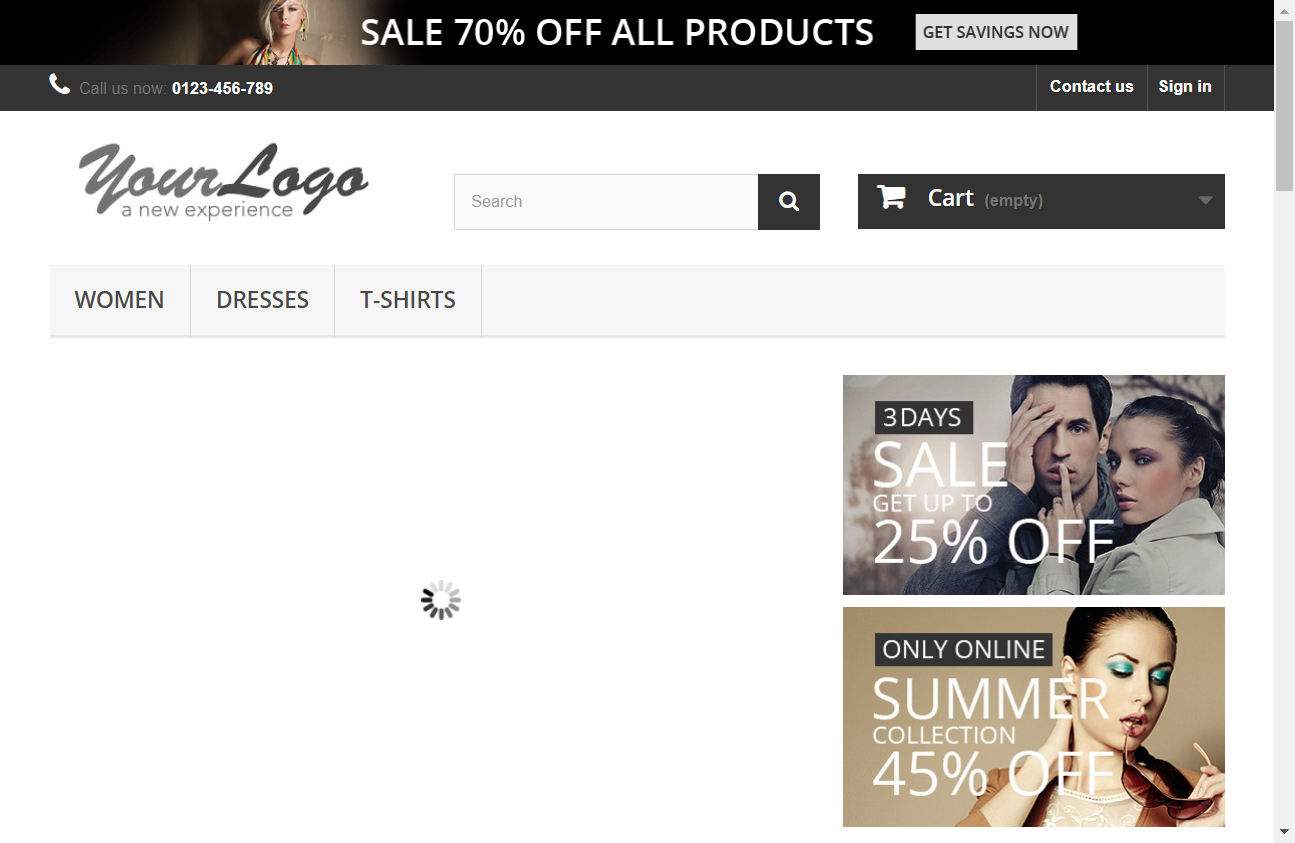 SALE 70% OFF ALL PRODUCTS
GET SAVINGS NOW
Call us now: 0123-456-789
Contact us
Sign in
YourLogo
a new experience
Search
Cart (empty)
WOMEN
DRESSES
T-SHIRTS
3 DAYS
SALE
GET UP TO
25% OFF
ONLY ONLINE
SUMMER
COLLECTION
45% OFF